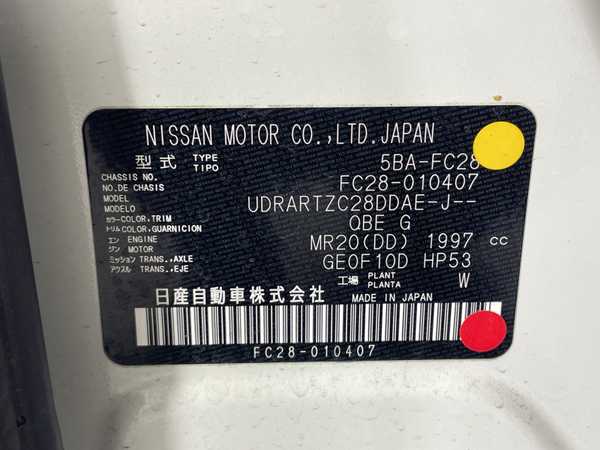 NISSAN MOTOR CO.,LTD.JAPAN
型式 TYPE TIPO 5BA-FC28
CHASSIS NO. NO.DE CHASIS FC28-010407
MODEL MODELO UDRARTZC28DDAE-J--
カラー COLOR,TRIM トリム COLOR,GUARNICION QBE G
エン ENGINE ジン MOTOR MR20(DD) 1997 cc
ミッション TRANS.,AXLE アクスル TRANS.,EJE GE0F10D HP53
工場 PLANT PLANTA W
日産自動車株式会社 MADE IN JAPAN
FC28-010407